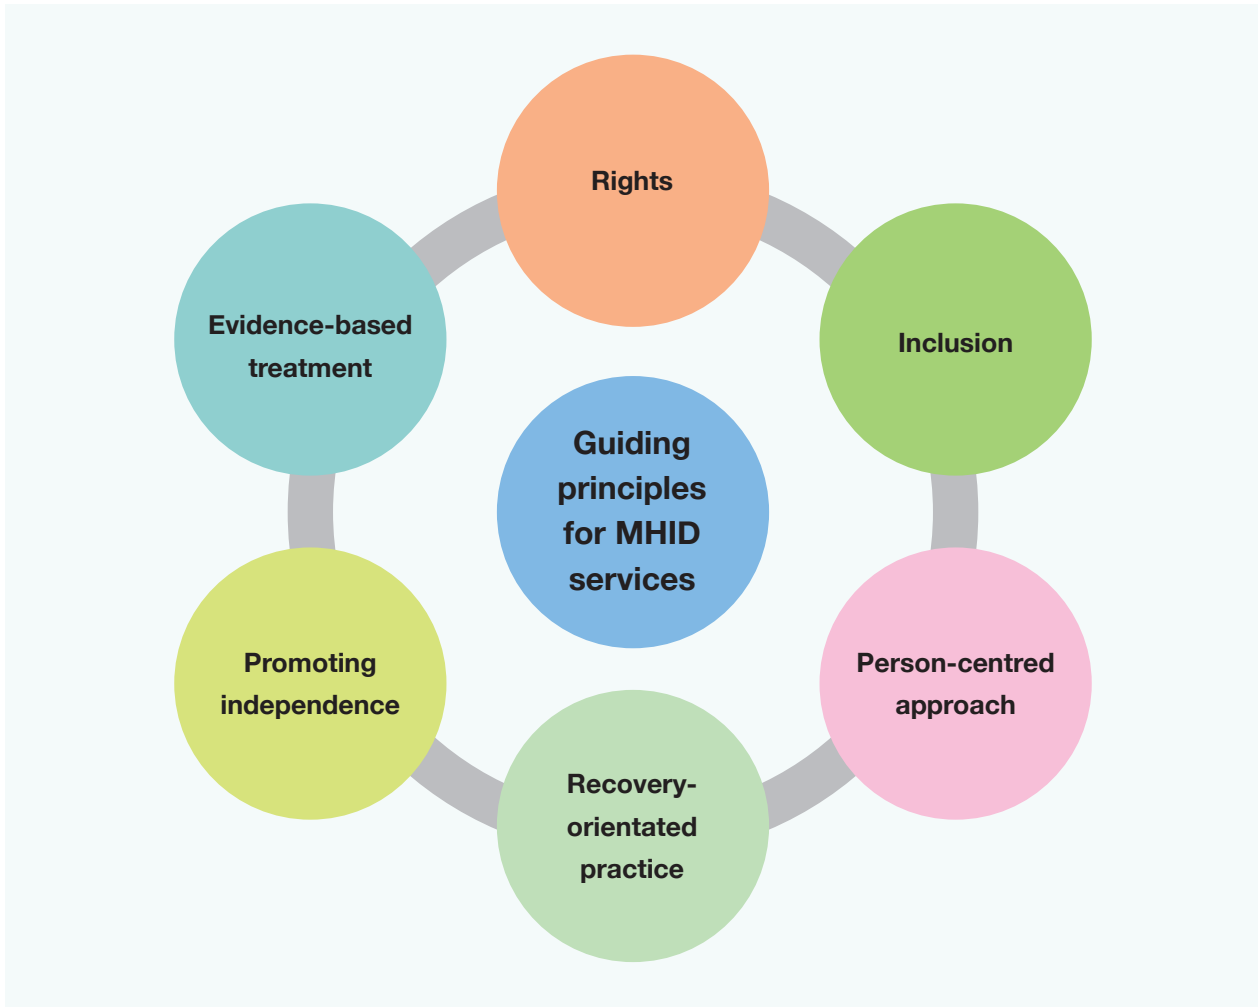 Rights
Inclusion
Evidence-based
treatment
Guiding
principles
for MHID
services
Person-centred
approach
Promoting
independence
Recovery-
orientated
practice